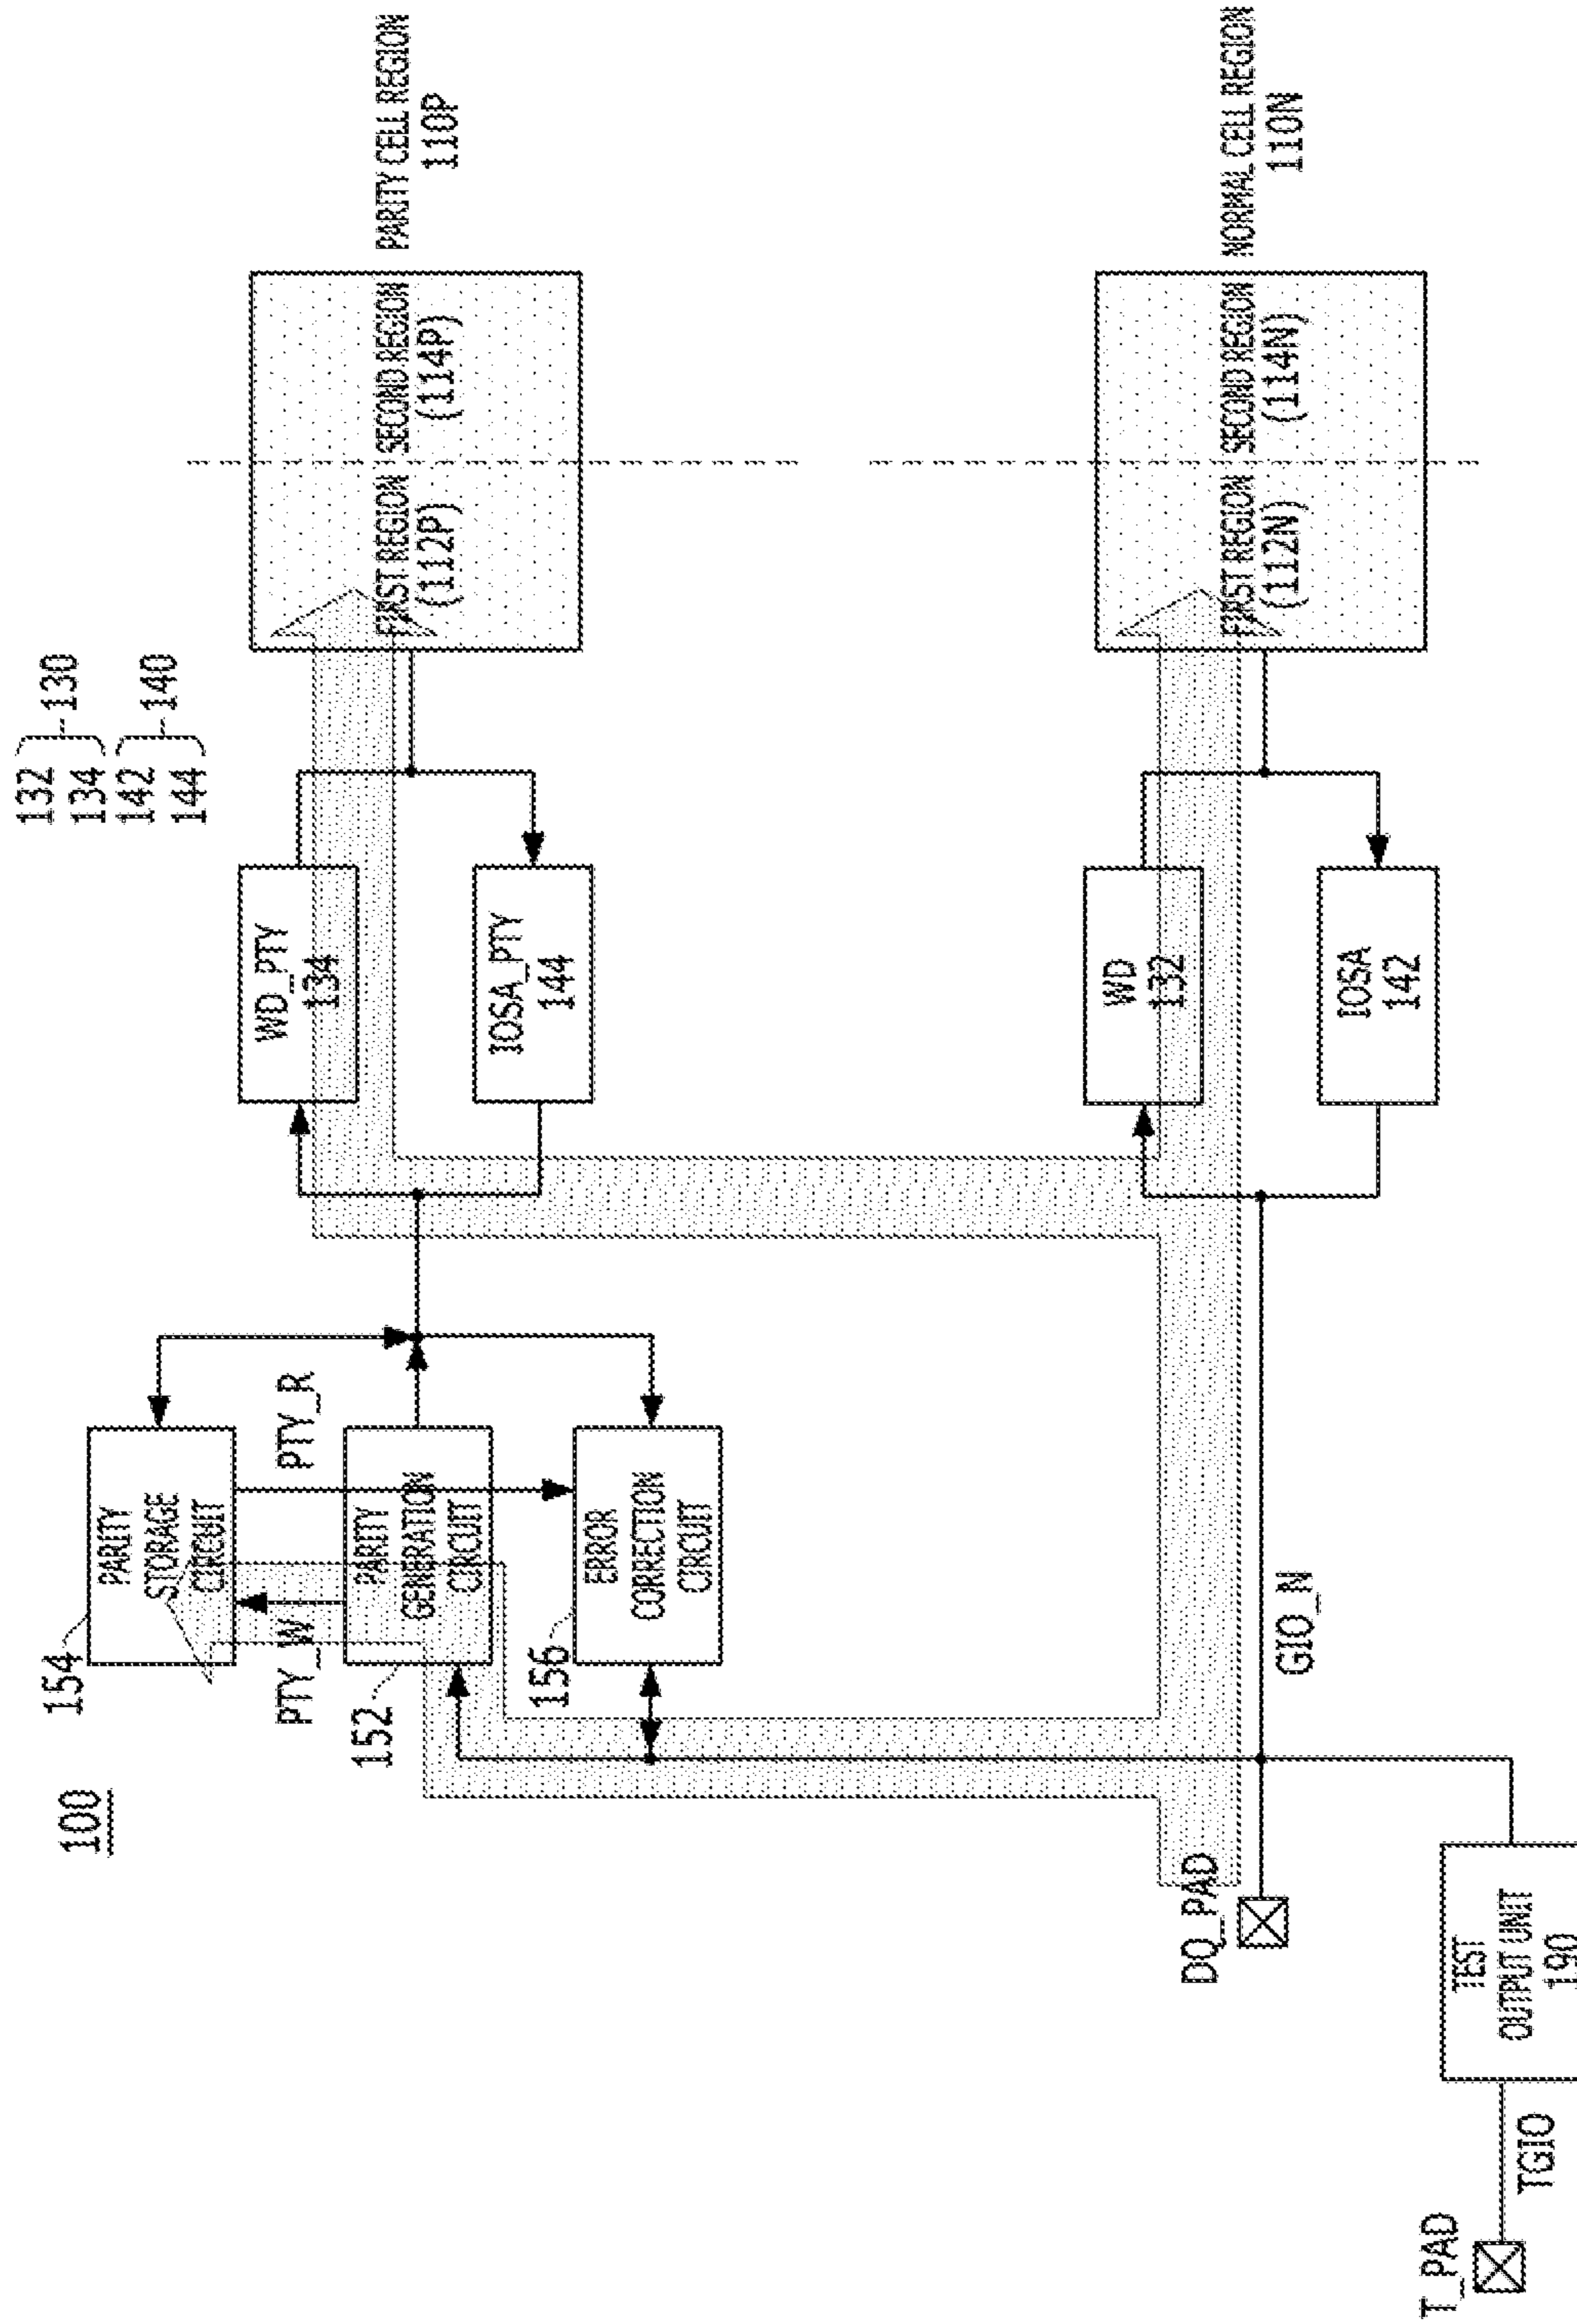 100
132
134
130
142
144
140
154
PARITY
STORAGE
CIRCUIT
PTY_W
PTY_R
152
PARITY
GENERATION
CIRCUIT
156
ERROR
CORRECTION
CIRCUIT
WD_PTY
134
IOSA_PTY
144
FIRST REGION
(112P)
SECOND REGION
(114P)
PARITY CELL REGION
110P
DQ_PAD
GIO_N
WD
132
IOSA
142
FIRST REGION
(112N)
SECOND REGION
(114N)
NORMAL CELL REGION
110N
T_PAD
TGIO
TEST
OUTPUT UNIT
190